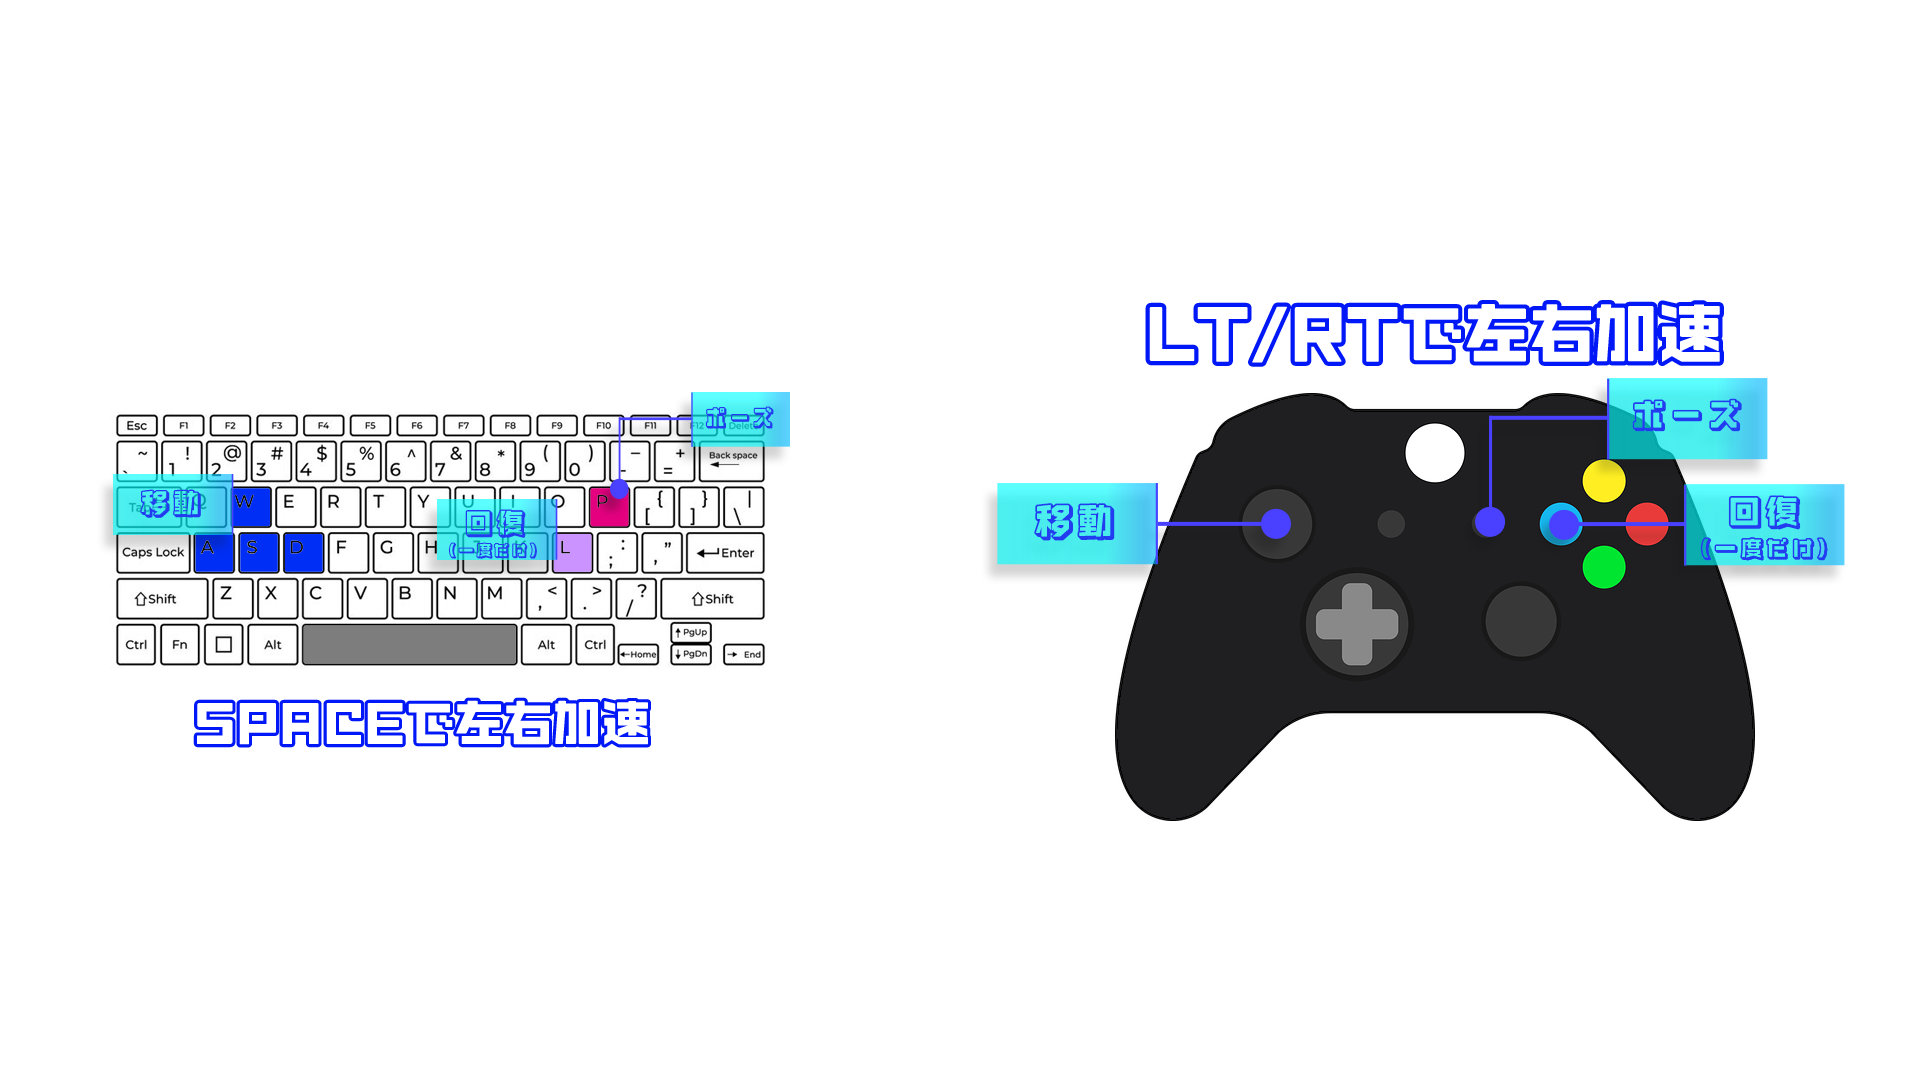 ポーズ
Esc F1 F2 F3 F4 F5 F6 F7 F8 F9 F10 F11 F12 Delete
~ ` ! 1 @ 2 # 3 $ 4 % 5 ^ 6 & 7 * 8 ( 9 ) 0 - + = Back space
移動
Tab Q W E R T Y U I O P { [ } ] | \
回復
(一度だけ)
Caps Lock A S D F G H J K L : ; " , Enter
Shift Z X C V B N M < , > . ? / Shift
Ctrl Fn Alt Alt Ctrl Home PgUp PgDn End
SPACEで左右加速
LT/RTで左右加速
ポーズ
移動
回復
(一度だけ)